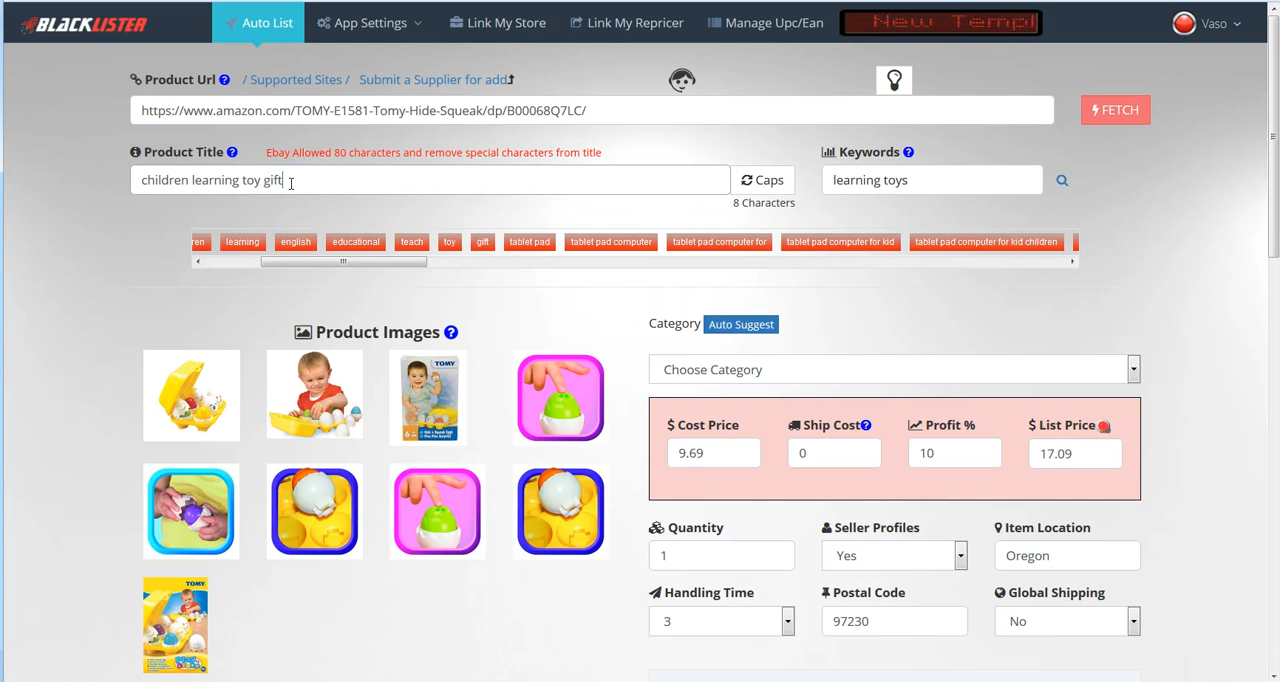 BLACKLISTER Auto List App Settings Link My Store Link My Repricer Manage Upc/Ean New Templ Vaso
Product Url ? / Supported Sites / Submit a Supplier for add
https://www.amazon.com/TOMY-E1581-Tomy-Hide-Squeak/dp/B00068Q7LC/ FETCH
Product Title ? Ebay Allowed 80 characters and remove special characters from title Keywords ?
children learning toy gift Caps learning toys
8 Characters
ren learning english educational teach toy gift tablet pad tablet pad computer tablet pad computer for tablet pad computer for kid tablet pad computer for kid children
Product Images ? Category Auto Suggest
Choose Category
TOMY
$ Cost Price Ship Cost? Profit % $ List Price
9.69 0 10 17.09
Quantity Seller Profiles Item Location
1 Yes Oregon
Handling Time Postal Code Global Shipping
3 97230 No
TOMY